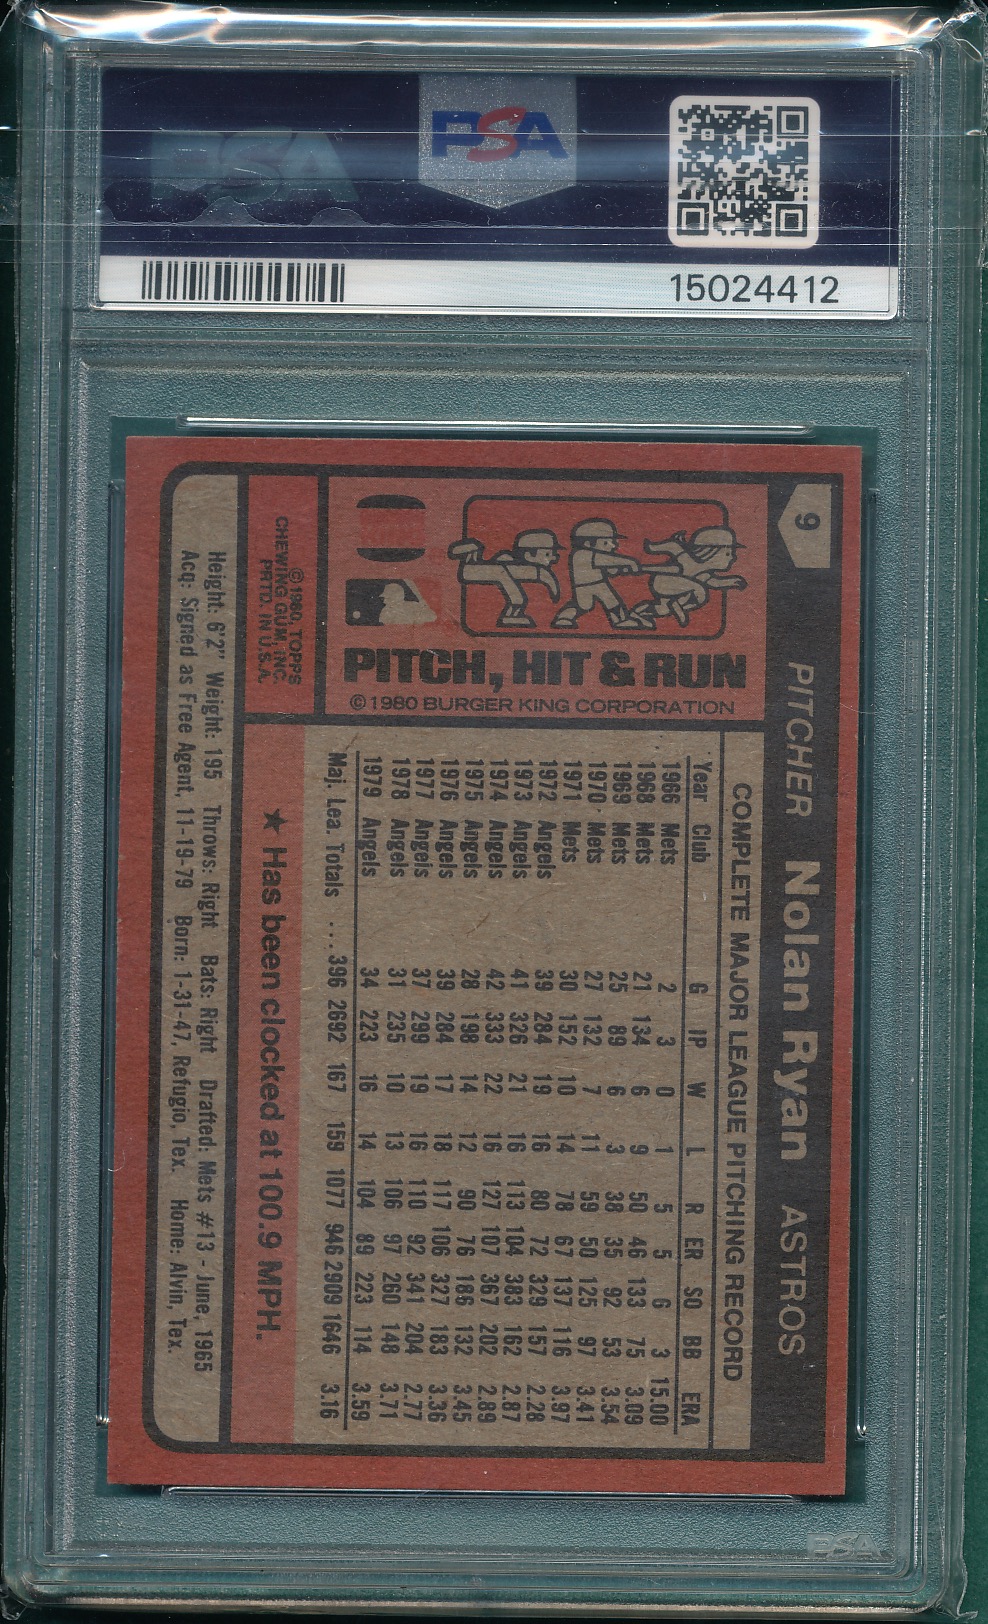 PSA
15024412
9
PITCHER Nolan Ryan ASTROS
PITCH, HIT & RUN
© 1980 BURGER KING CORPORATION
COMPLETE MAJOR LEAGUE PITCHING RECORD
Year Club G IP W L R ER SO BB ERA
1966 Mets 2 3 0 1 5 5 6 3 15.00
1968 Mets 21 134 6 9 50 46 133 75 3.09
1969 Mets 25 89 6 3 38 35 92 53 3.54
1970 Mets 27 132 7 11 59 50 125 97 3.41
1971 Mets 30 152 10 14 78 67 137 116 3.97
1972 Angels 39 284 19 16 80 72 329 157 2.28
1973 Angels 41 326 21 16 113 104 383 162 2.87
1974 Angels 42 333 22 16 127 107 367 202 2.89
1975 Angels 28 198 14 12 90 76 186 132 3.45
1976 Angels 39 284 17 18 117 106 327 183 3.36
1977 Angels 37 299 19 16 110 92 341 204 2.77
1978 Angels 31 235 10 13 106 97 260 148 3.71
1979 Angels 34 223 16 14 104 89 223 114 3.59
Maj. Lea. Totals ... 396 2692 167 159 1077 946 2909 1646 3.16
© 1980. TOPPS
CHEWING GUM, INC.
PRTD. IN U.S.A.
★ Has been clocked at 100.9 MPH.
Height: 6'2" Weight: 195 Throws: Right Bats: Right Drafted: Mets #13 - June, 1965
Acq: Signed as Free Agent, 11-19-79 Born: 1-31-47, Refugio, Tex. Home: Alvin, Tex.
PSA